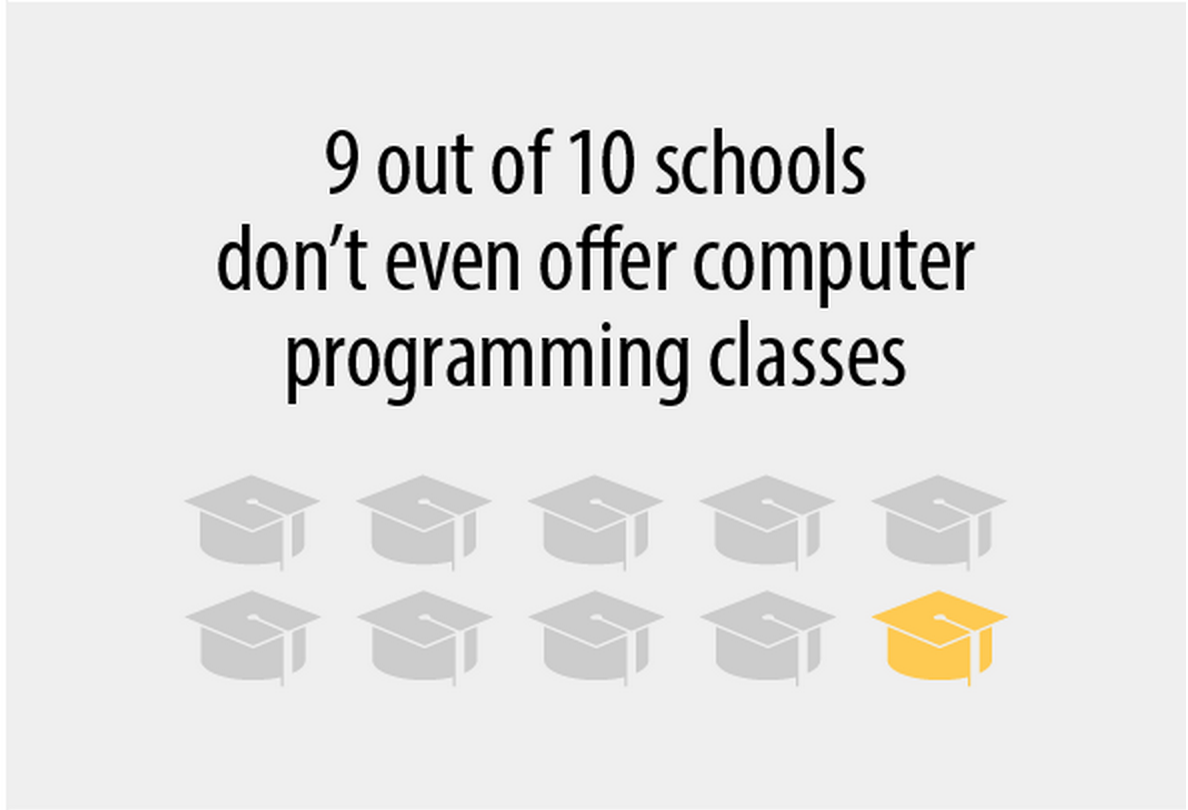 9 out of 10 schools
don’t even offer computer
programming classes